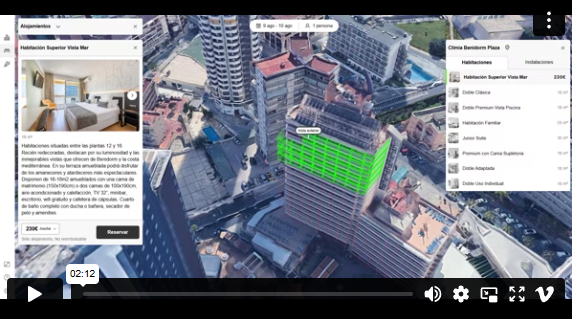 Alojamientos
Habitación Superior Vista Mar
Habitaciones situadas entre las plantas 12 y 16
Recién redecoradas, destacan por su luminosidad y las
inmejorables vistas que ofrecen de Benidorm y la costa
mediterránea. En su terraza amueblada podrá disfrutar
de los amaneceres y atardeceres más espectaculares.
Disponen de 16-18m2 amueblados con una cama de
matrimonio (150x190cm) o dos camas de 100x190cm,
aire acondicionado y calefacción, TV 32", minibar,
escritorio, wifi gratuito y cafetera de cápsulas. Cuarto
de baño completo con ducha o bañera, secador de
pelo y amenities.
230€ /noche
Reservar
Sólo alojamiento. No reembolsable
9 ago - 10 ago
1 persona
Vista exterior
Climia Benidorm Plaza
Habitaciones
Instalaciones
Habitación Superior Vista Mar 230€
Doble Clásica
Doble Premium Vista Piscina
Habitación Familiar
Junior Suite
Premium con Cama Supletoria
Doble Adaptada
Doble Uso Individual
02:12